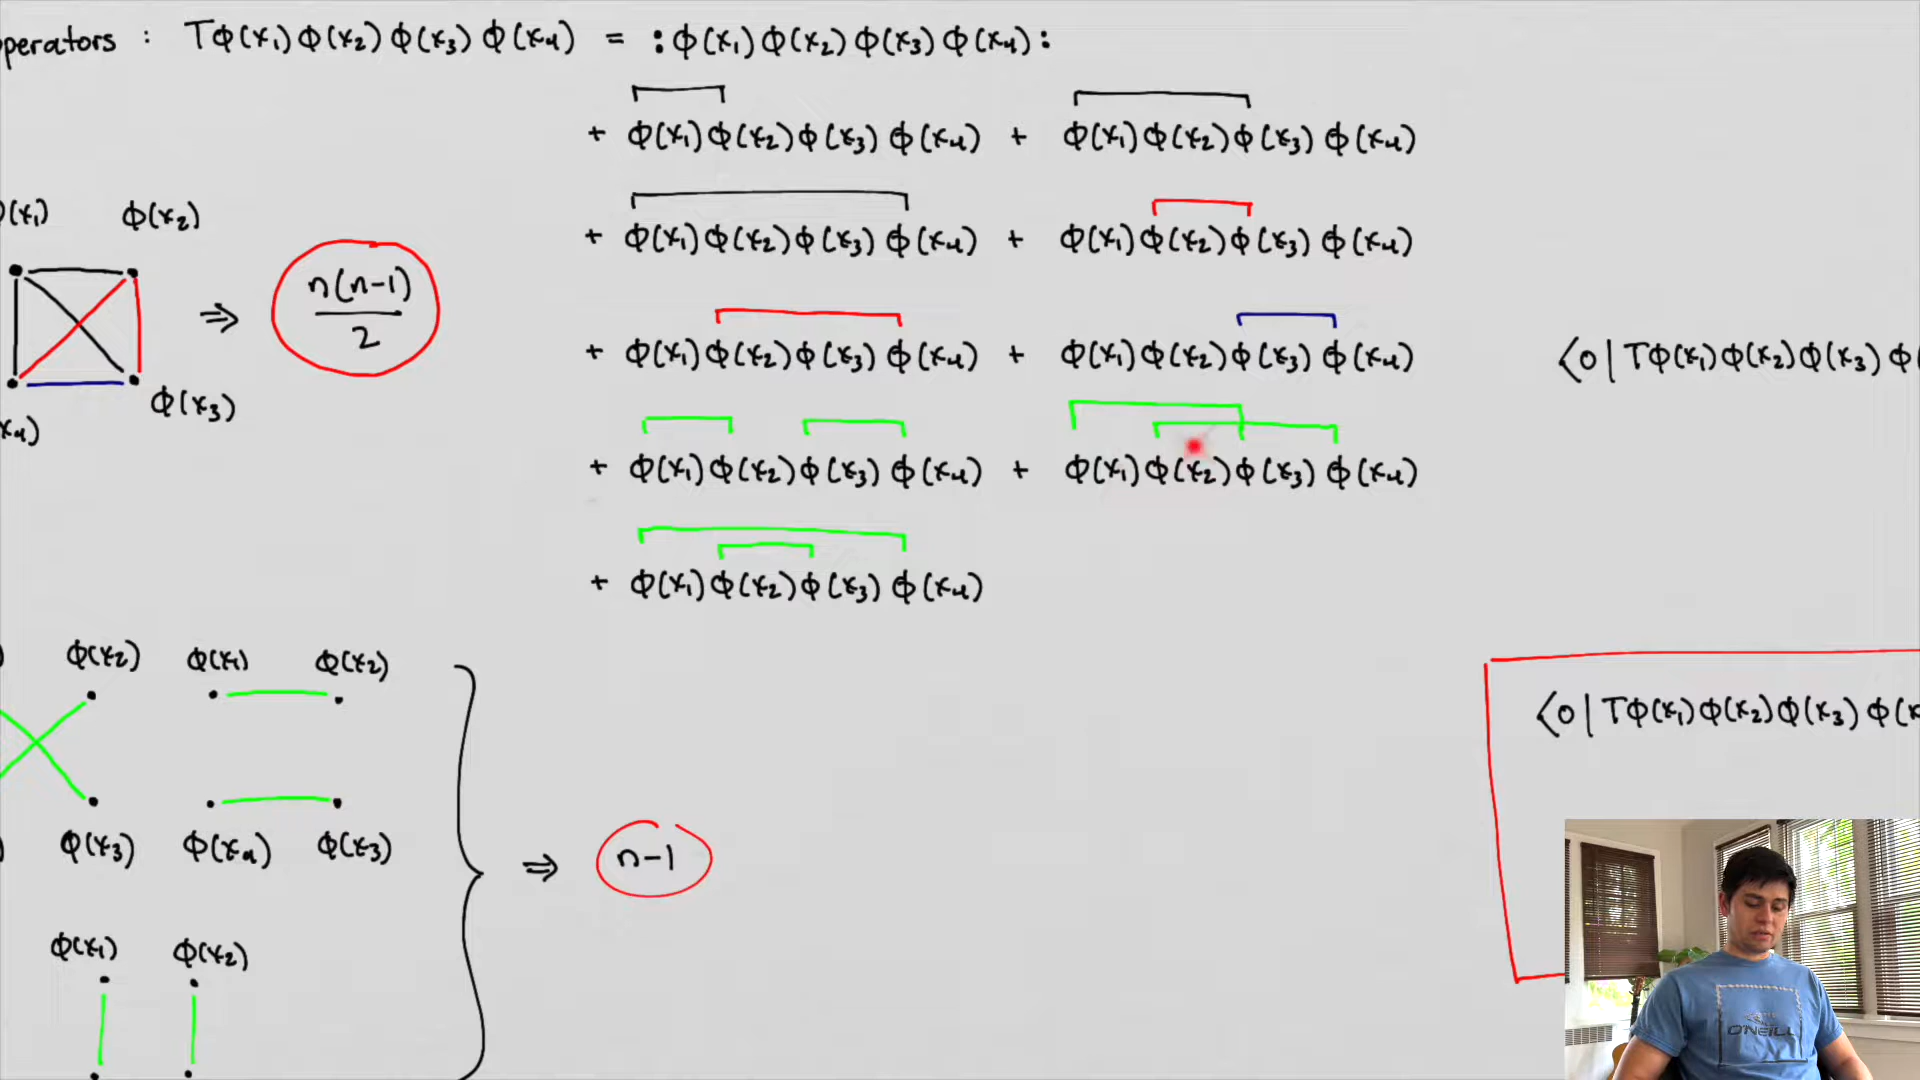 perators : Tϕ(x₁)ϕ(x₂)ϕ(x₃)ϕ(x₄) = :ϕ(x₁)ϕ(x₂)ϕ(x₃)ϕ(x₄):
+ ϕ(x₁)ϕ(x₂)ϕ(x₃)ϕ(x₄) + ϕ(x₁)ϕ(x₂)ϕ(x₃)ϕ(x₄)
+ ϕ(x₁)ϕ(x₂)ϕ(x₃)ϕ(x₄) + ϕ(x₁)ϕ(x₂)ϕ(x₃)ϕ(x₄)
+ ϕ(x₁)ϕ(x₂)ϕ(x₃)ϕ(x₄) + ϕ(x₁)ϕ(x₂)ϕ(x₃)ϕ(x₄)
+ ϕ(x₁)ϕ(x₂)ϕ(x₃)ϕ(x₄) + ϕ(x₁)ϕ(x₂)ϕ(x₃)ϕ(x₄)
+ ϕ(x₁)ϕ(x₂)ϕ(x₃)ϕ(x₄)
ϕ(x₁) ϕ(x₂)
⇒ n(n-1)/2
x₄) ϕ(x₃)
⟨0|Tϕ(x₁)ϕ(x₂)ϕ(x₃)ϕ(
) ϕ(x₂) ϕ(x₁) ϕ(x₂)
) ϕ(x₃) ϕ(x₄) ϕ(x₃)
⇒ n-1
ϕ(x₁) ϕ(x₂)
⟨0|Tϕ(x₁)ϕ(x₂)ϕ(x₃)ϕ(x
O'NEILL